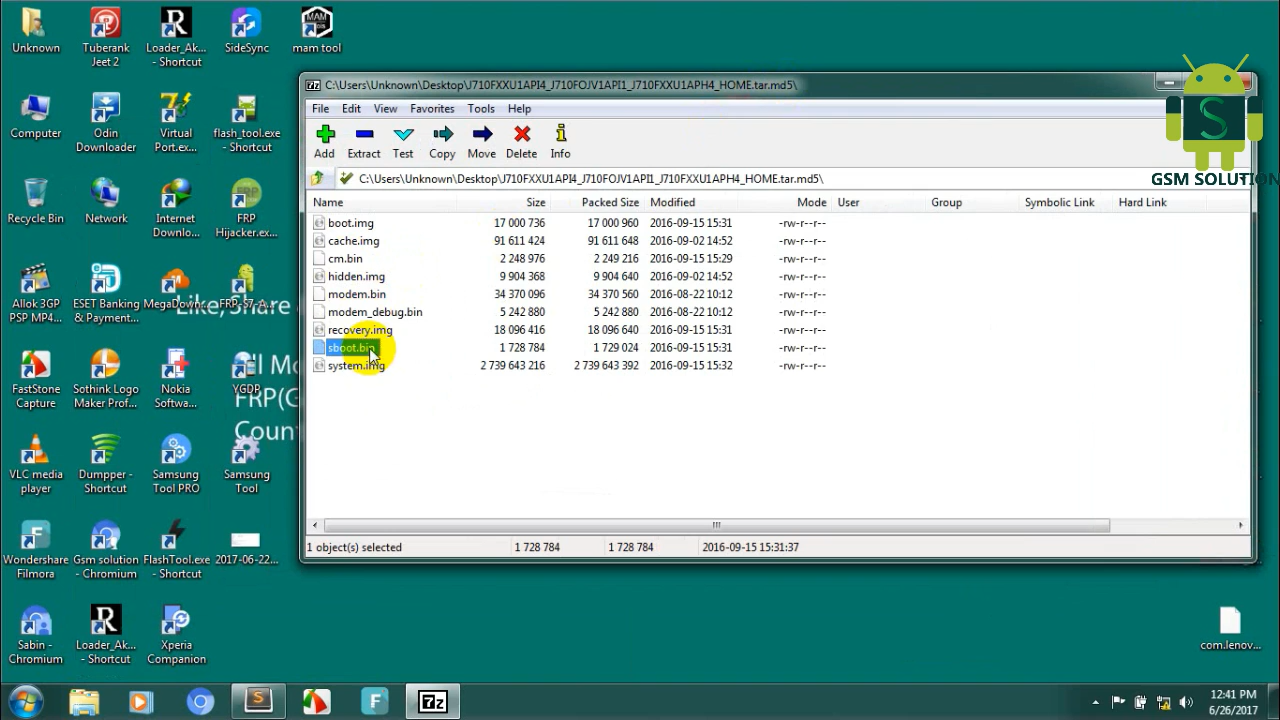 Unknown
Tuberank
Jeet 2
Loader_Ak...
- Shortcut
SideSync
MAM
mam tool
Computer
Odin
Downloader
Virtual
Port.ex...
flash_tool.exe
- Shortcut
Recycle Bin
Network
Internet
Downlo...
FRP
Hijacker.ex...
Allok 3GP
PSP MP4...
ESET Banking
& Payment...
MegaDown...
FRP-S7-A...
Like, Share
FastStone
Capture
Sothink Logo
Maker Prof...
Nokia
Softwa...
YGDP
FRP(G
Count
VLC media
player
Dumpper -
Shortcut
Samsung
Tool PRO
Samsung
Tool
Wondershare
Filmora
Gsm solution
- Chromium
FlashTool.exe
- Shortcut
2017-06-22...
Sabin -
Chromium
Loader_Ak...
- Shortcut
Xperia
Companion
com.lenov...
7z C:\Users\Unknown\Desktop\J710FXXU1API4_J710FOJV1API1_J710FXXU1APH4_HOME.tar.md5\
File Edit View Favorites Tools Help
Add Extract Test Copy Move Delete Info
C:\Users\Unknown\Desktop\J710FXXU1API4_J710FOJV1API1_J710FXXU1APH4_HOME.tar.md5\
Name Size Packed Size Modified Mode User Group Symbolic Link Hard Link
boot.img 17 000 736 17 000 960 2016-09-15 15:31 -rw-r--r--
cache.img 91 611 424 91 611 648 2016-09-02 14:52 -rw-r--r--
cm.bin 2 248 976 2 249 216 2016-09-15 15:29 -rw-r--r--
hidden.img 9 904 368 9 904 640 2016-09-02 14:52 -rw-r--r--
modem.bin 34 370 096 34 370 560 2016-08-22 10:12 -rw-r--r--
modem_debug.bin 5 242 880 5 242 880 2016-08-22 10:12 -rw-r--r--
recovery.img 18 096 416 18 096 640 2016-09-15 15:31 -rw-r--r--
sboot.bin 1 728 784 1 729 024 2016-09-15 15:31 -rw-r--r--
system.img 2 739 643 216 2 739 643 392 2016-09-15 15:32 -rw-r--r--
1 object(s) selected 1 728 784 1 728 784 2016-09-15 15:31:37
S
GSM SOLUTION
7z
12:41 PM
6/26/2017